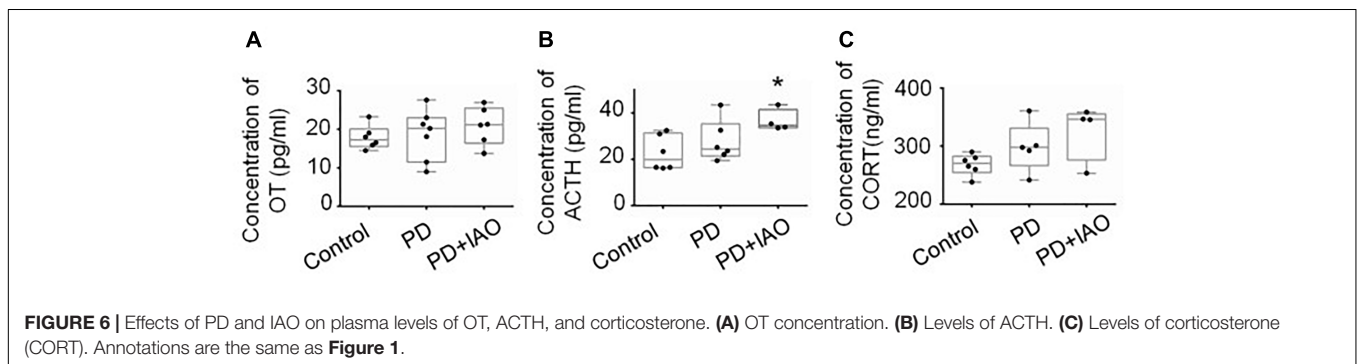 A
B
C
Concentration of
OT (pg/ml)
30
20
10
0
Control
PD
PD+IAO
Concentration of
ACTH (pg/ml)
40
20
0
*
Control
PD
PD+IAO
Concentration of
CORT(ng/ml)
400
300
200
Control
PD
PD+IAO
FIGURE 6 | Effects of PD and IAO on plasma levels of OT, ACTH, and corticosterone. (A) OT concentration. (B) Levels of ACTH. (C) Levels of corticosterone
(CORT). Annotations are the same as Figure 1.